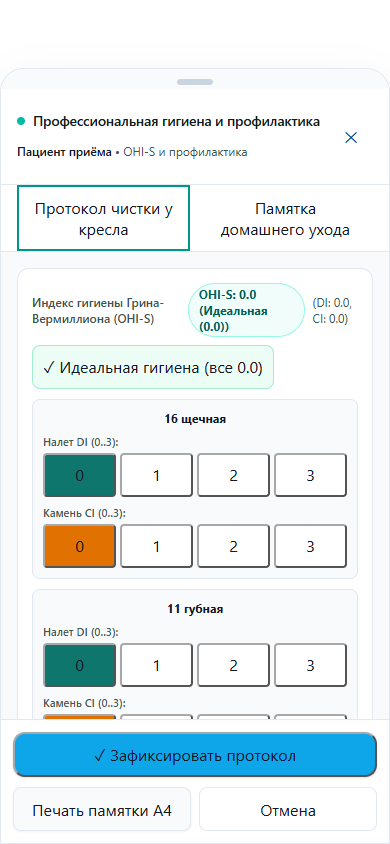 Профессиональная гигиена и профилактика
Пациент приёма • OHI-S и профилактика
Протокол чистки у
кресла
Памятка
домашнего ухода
Индекс гигиены Грина-
Вермиллиона (OHI-S)
OHI-S: 0.0
(Идеальная
(0.0))
(DI: 0.0,
CI: 0.0)
✓ Идеальная гигиена (все 0.0)
16 щечная
Налет DI (0..3):
0 1 2 3
Камень CI (0..3):
0 1 2 3
11 губная
Налет DI (0..3):
0 1 2 3
Камень CI (0..3):
✓ Зафиксировать протокол
Печать памятки А4
Отмена